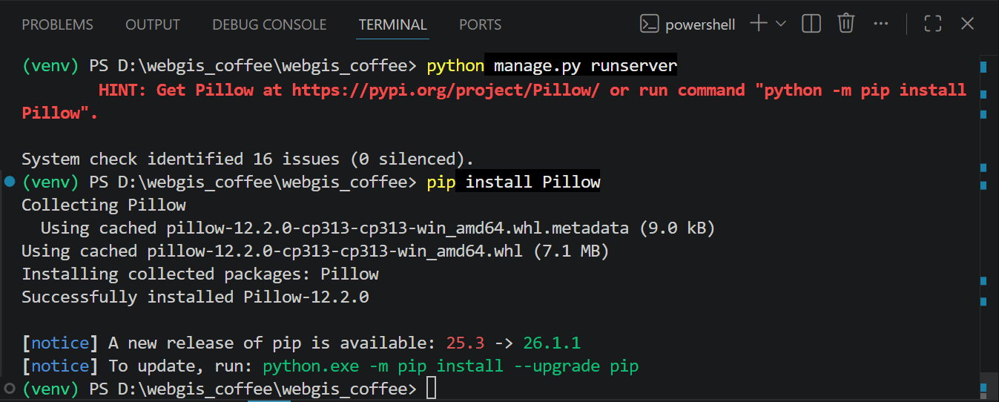 PROBLEMS OUTPUT DEBUG CONSOLE TERMINAL PORTS powershell
(venv) PS D:\webgis_coffee\webgis_coffee> python manage.py runserver
HINT: Get Pillow at https://pypi.org/project/Pillow/ or run command "python -m pip install
Pillow".
System check identified 16 issues (0 silenced).
(venv) PS D:\webgis_coffee\webgis_coffee> pip install Pillow
Collecting Pillow
Using cached pillow-12.2.0-cp313-cp313-win_amd64.whl.metadata (9.0 kB)
Using cached pillow-12.2.0-cp313-cp313-win_amd64.whl (7.1 MB)
Installing collected packages: Pillow
Successfully installed Pillow-12.2.0
[notice] A new release of pip is available: 25.3 -> 26.1.1
[notice] To update, run: python.exe -m pip install --upgrade pip
(venv) PS D:\webgis_coffee\webgis_coffee>